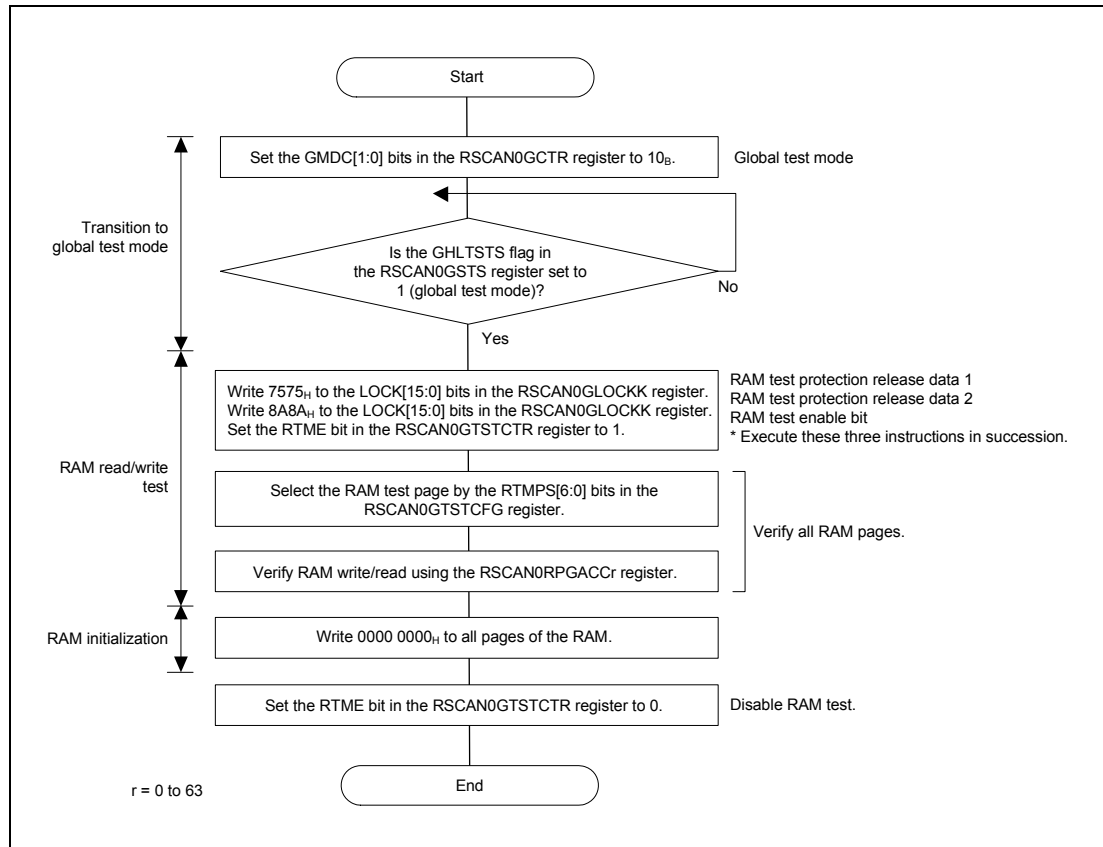 Start
Set the GMDC[1:0] bits in the RSCAN0GCTR register to 10B.
Global test mode
Transition to
global test mode
Is the GHLTSTS flag in
the RSCAN0GSTS register set to
1 (global test mode)?
No
Yes
Write 7575H to the LOCK[15:0] bits in the RSCAN0GLOCKK register.
Write 8A8AH to the LOCK[15:0] bits in the RSCAN0GLOCKK register.
Set the RTME bit in the RSCAN0GTSTCTR register to 1.
RAM test protection release data 1
RAM test protection release data 2
RAM test enable bit
* Execute these three instructions in succession.
RAM read/write
test
Select the RAM test page by the RTMPS[6:0] bits in the
RSCAN0GTSTCFG register.
Verify all RAM pages.
Verify RAM write/read using the RSCAN0RPGACCr register.
RAM initialization
Write 0000 0000H to all pages of the RAM.
Set the RTME bit in the RSCAN0GTSTCTR register to 0.
Disable RAM test.
End
r = 0 to 63